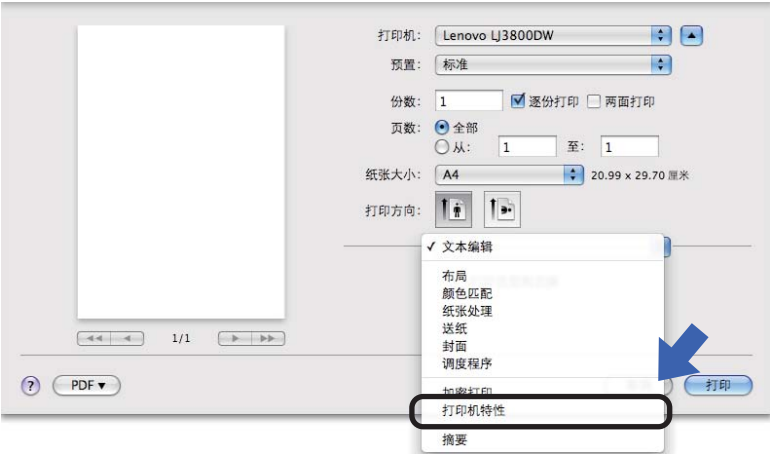 打印机: Lenovo LJ3800DW
预置: 标准
份数: 1 逐份打印 两面打印
页数: 全部
从: 1 至: 1
纸张大小: A4 20.99 x 29.70 厘米
打印方向:
✓ 文本编辑
布局
颜色匹配
纸张处理
送纸
封面
调度程序
1/1
? PDF▼ 打印
加密打印
打印机特性
摘要